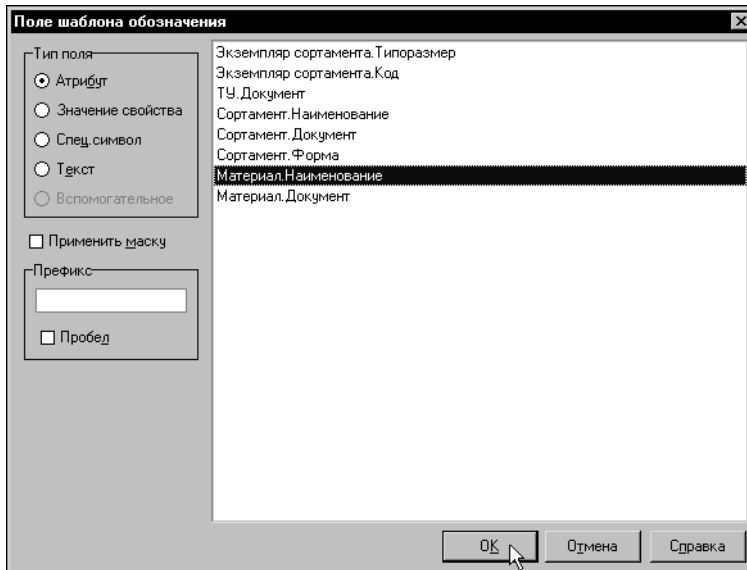 Поле шаблона обозначения
Тип поля
Атрибут
Значение свойства
Спец.символ
Текст
Вспомогательное
Применить маску
Префикс
Пробел
Экземпляр сортамента.Типоразмер
Экземпляр сортамента.Код
ТУ.Документ
Сортамент.Наименование
Сортамент.Документ
Сортамент.Форма
Материал.Наименование
Материал.Документ
OK
Отмена
Справка